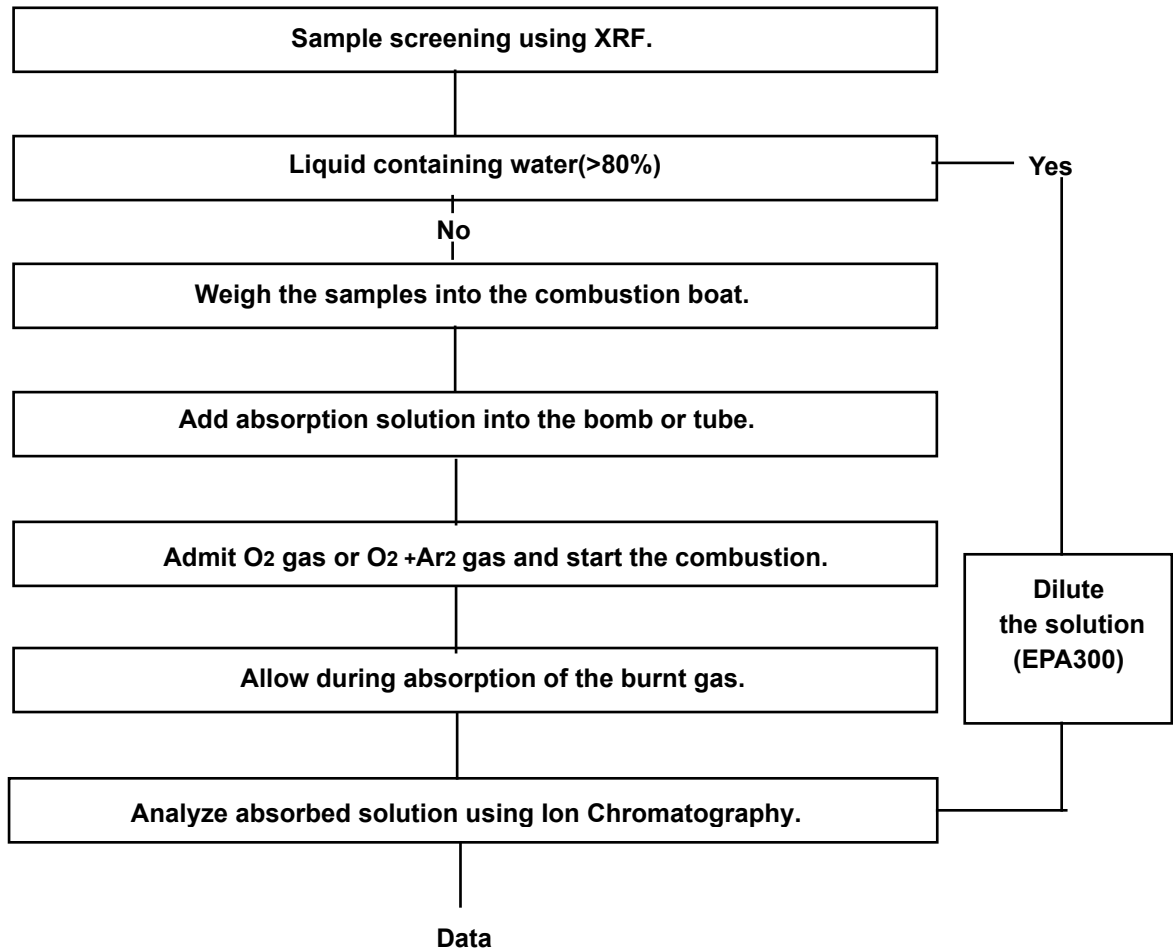 Sample screening using XRF.
Liquid containing water(>80%)
Yes
No
Weigh the samples into the combustion boat.
Add absorption solution into the bomb or tube.
Admit O2 gas or O2 +Ar2 gas and start the combustion.
Dilute
the solution
(EPA300)
Allow during absorption of the burnt gas.
Analyze absorbed solution using Ion Chromatography.
Data